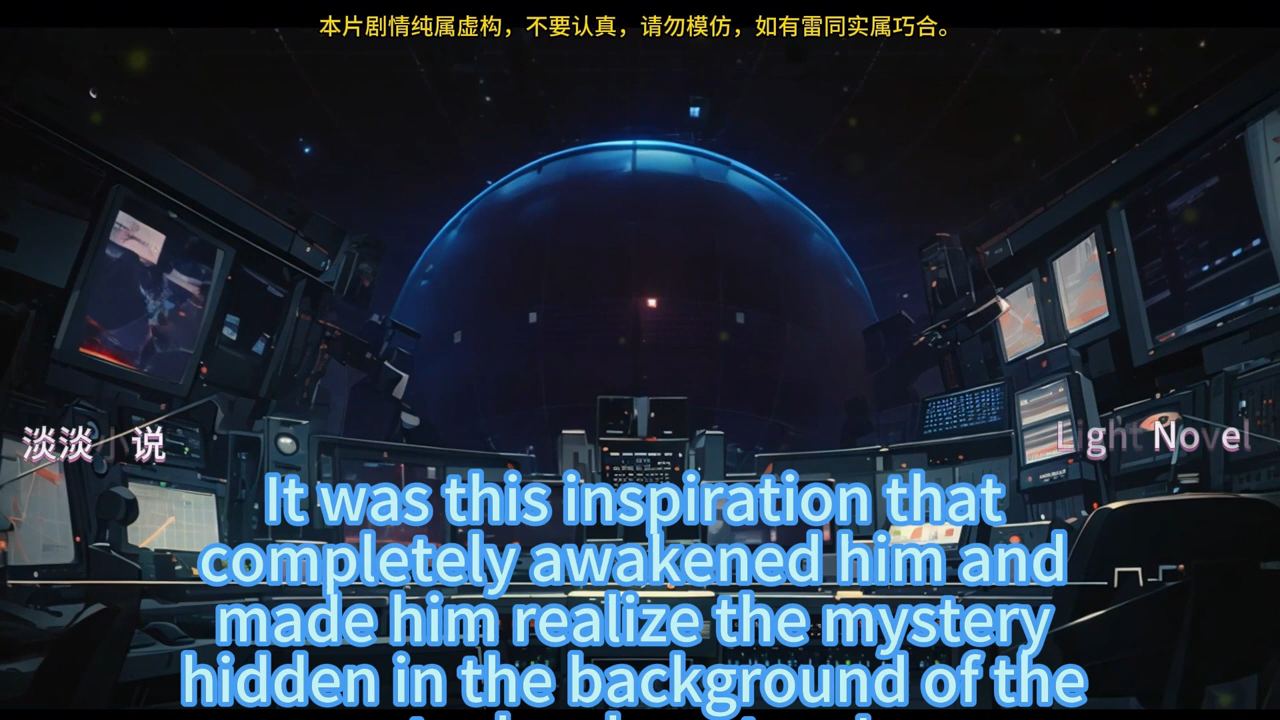 本片剧情纯属虚构，不要认真，请勿模仿，如有雷同实属巧合。
淡淡小说
Light Novel
It was this inspiration that
completely awakened him and
made him realize the mystery
hidden in the background of the